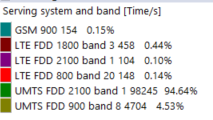 Serving system and band [Time/s]
GSM 900 154 0.15%
LTE FDD 1800 band 3 458 0.44%
LTE FDD 2100 band 1 104 0.10%
LTE FDD 800 band 20 148 0.14%
UMTS FDD 2100 band 1 98245 94.64%
UMTS FDD 900 band 8 4704 4.53%